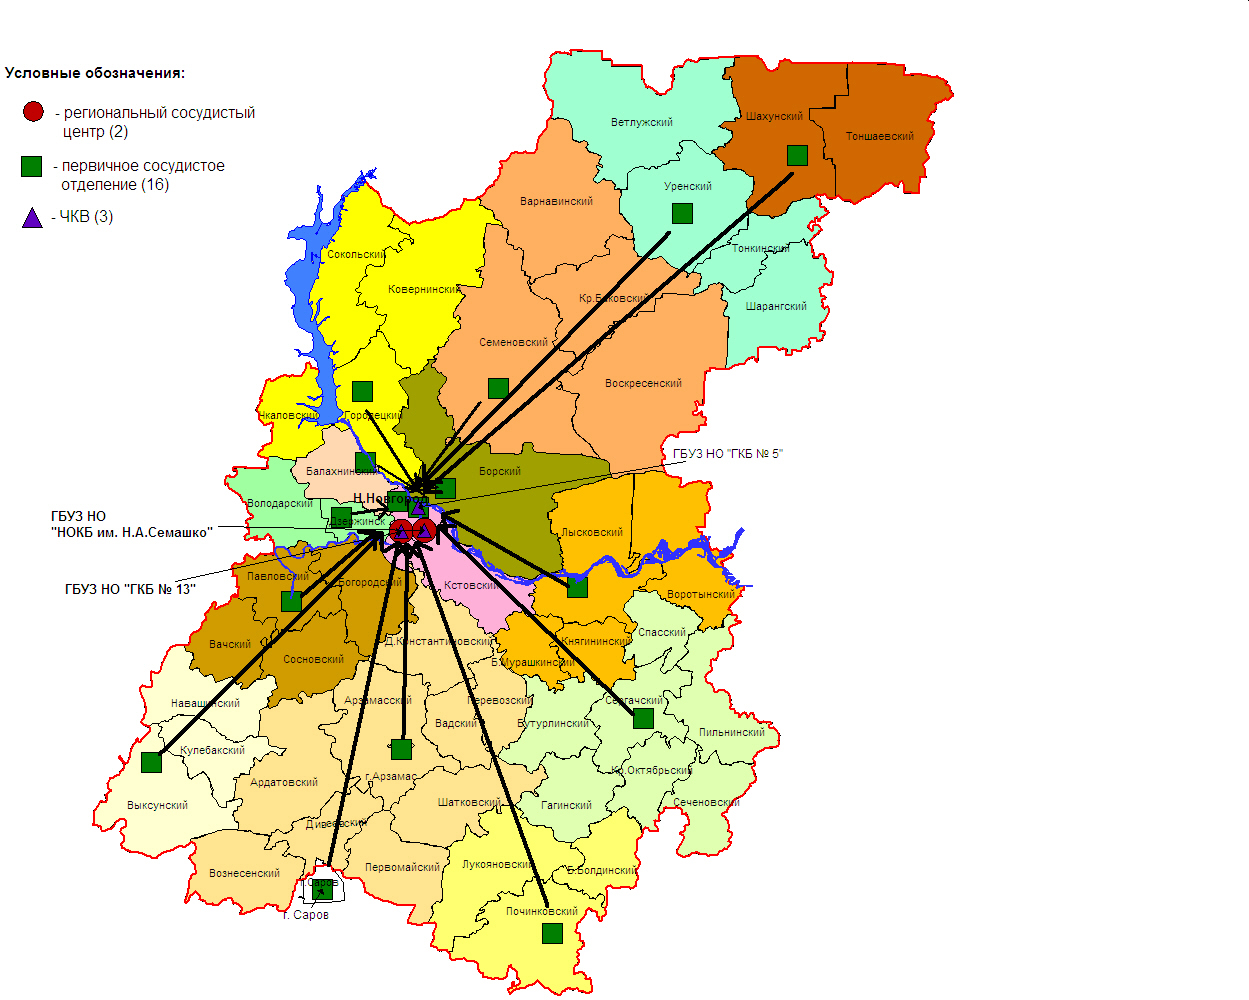 Условные обозначения:
- региональный сосудистый
центр (2)
- первичное сосудистое
отделение (16)
- ЧКВ (3)
Ветлужский
Шахунский
Тоншаевский
Уренский
Варнавинский
Тонкинский
Сокольский
Ковернинский
Кр.Баковский
Шарангский
Семеновский
Воскресенский
Чкаловский
Городецкий
ГБУЗ НО "ГКБ № 5"
Балахнинский
Борский
Н.Новгород
Володарский
ГБУЗ НО
"НОКБ им. Н.А.Семашко"
Дзержинск
Лысковский
Павловский
Богородский
Кстовский
ГБУЗ НО "ГКБ № 13"
Воротынский
Спасский
Вачский
Д.Константиновский
Княгининский
Сосновский
Б.Мурашкинский
Навашинский
Арзамасский
Перевозский
Сергачский
Вадский
Бутурлинский
Пильнинский
Кулебакский
Кр.Октябрьский
г.Арзамас
Ардатовский
Выксунский
Шатковский
Гагинский
Сеченовский
Дивеевский
Вознесенский
Первомайский
Лукояновский
Б.Болдинский
г.Саров
г. Саров
Починковский